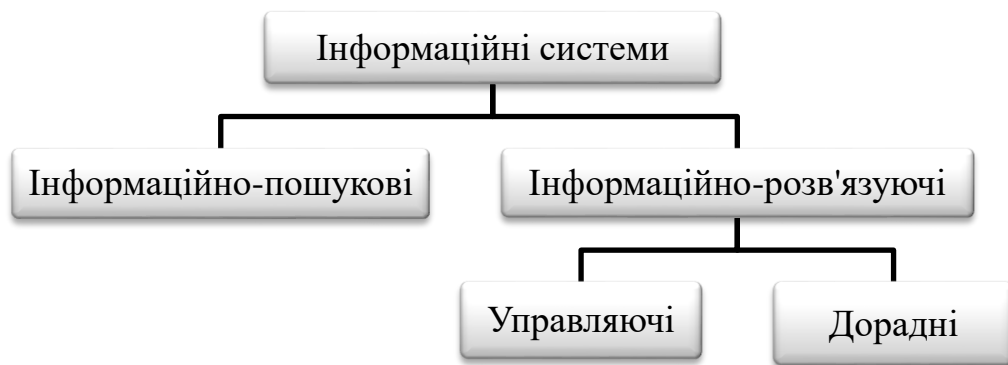 Інформаційні системи
Інформаційно-пошукові
Інформаційно-розв'язуючі
Управляючі
Дорадні